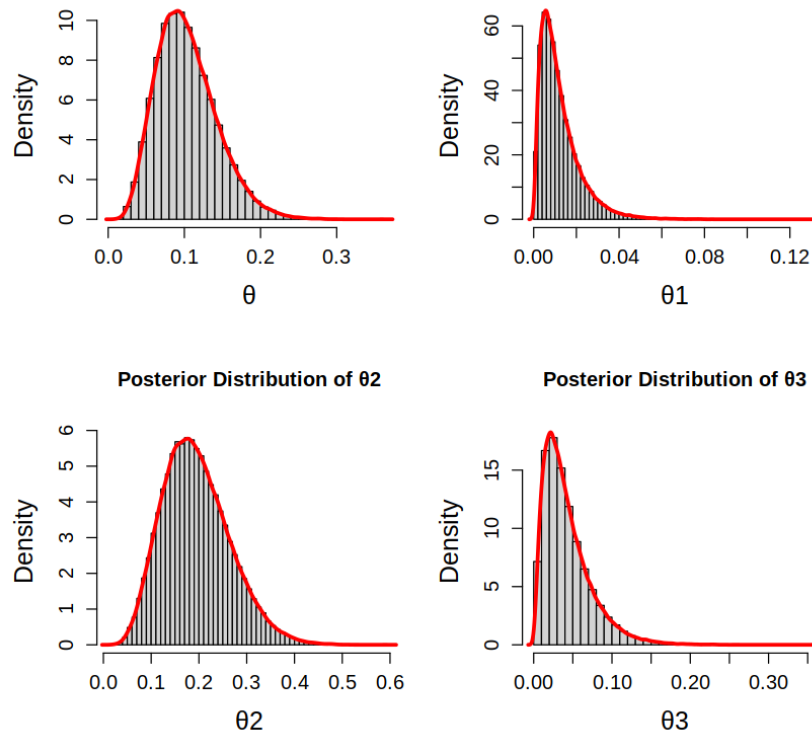 Density
0 2 4 6 8 10
0.0 0.1 0.2 0.3
θ
Density
0 20 40 60
0.00 0.04 0.08 0.12
θ1
Posterior Distribution of θ2
Density
0 1 2 3 4 5 6
0.0 0.1 0.2 0.3 0.4 0.5 0.6
θ2
Posterior Distribution of θ3
Density
0 5 10 15
0.00 0.10 0.20 0.30
θ3